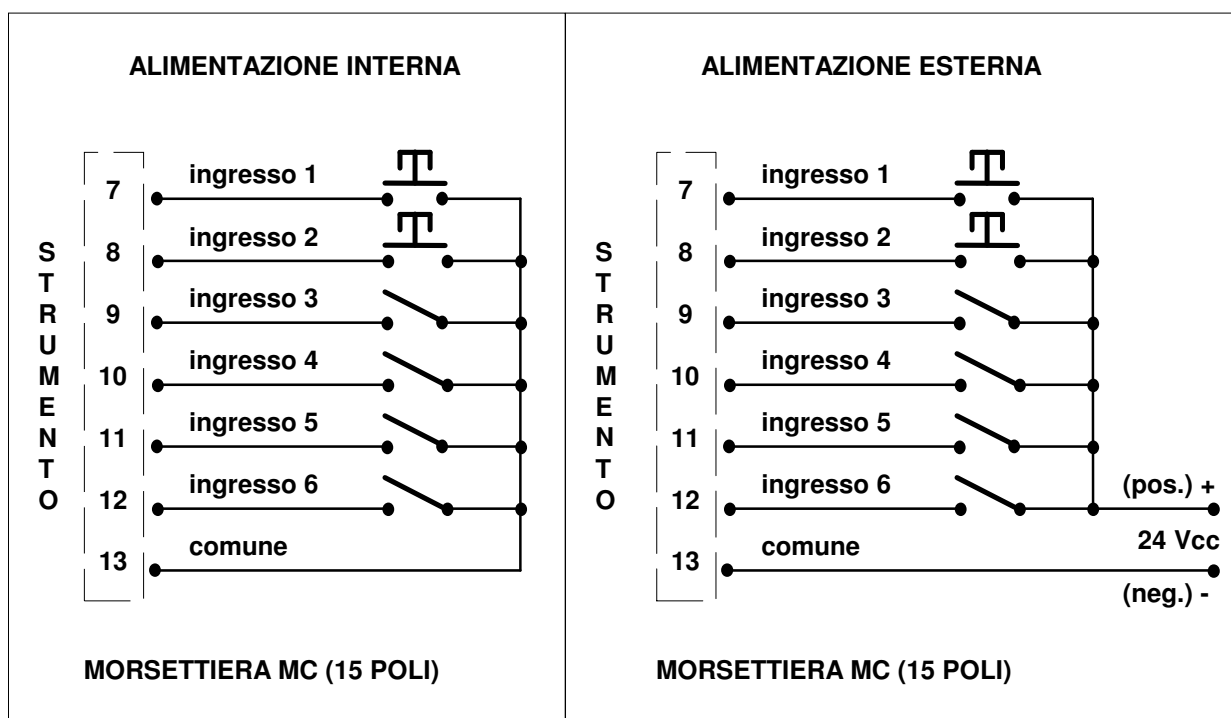 ALIMENTAZIONE INTERNA
STRUMENTO
7 ingresso 1
8 ingresso 2
9 ingresso 3
10 ingresso 4
11 ingresso 5
12 ingresso 6
13 comune
MORSETTIERA MC (15 POLI)
ALIMENTAZIONE ESTERNA
STRUMENTO
7 ingresso 1
8 ingresso 2
9 ingresso 3
10 ingresso 4
11 ingresso 5
12 ingresso 6 (pos.) +
24 Vcc
13 comune
(neg.) -
MORSETTIERA MC (15 POLI)